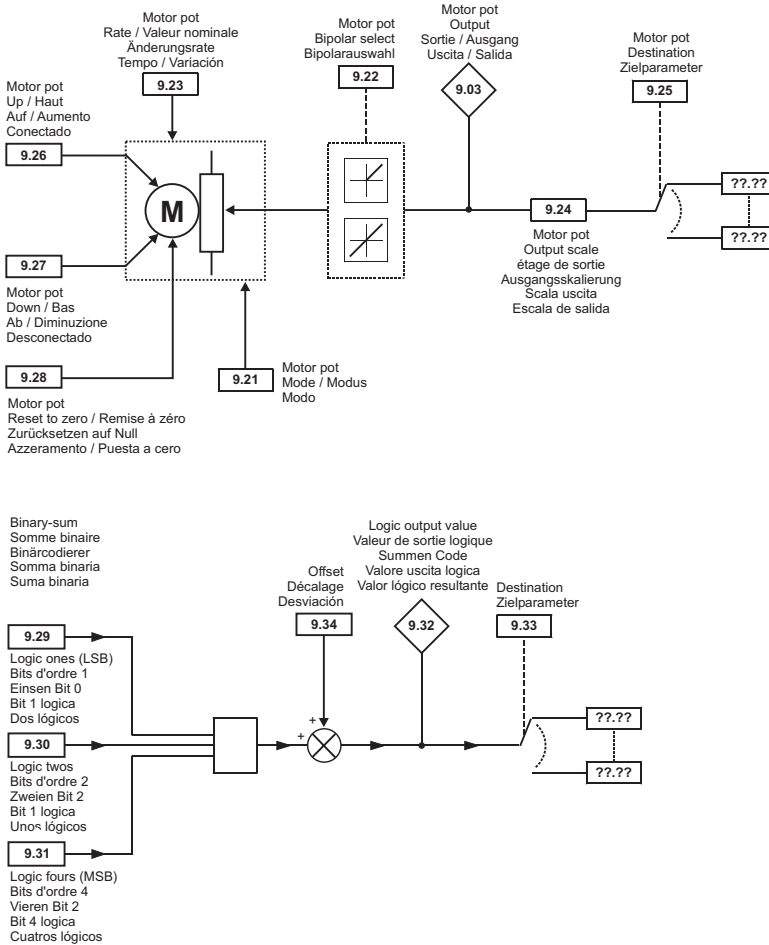 Motor pot
Rate / Valeur nominale
Änderungsrate
Tempo / Variación
9.23
Motor pot
Bipolar select
Bipolarauswahl
9.22
Motor pot
Output
Sortie / Ausgang
Uscita / Salida
9.03
Motor pot
Destination
Zielparameter
9.25
Motor pot
Up / Haut
Auf / Aumento
Conectado
9.26
M
9.24
??.??
??.??
Motor pot
Output scale
étage de sortie
Ausgangsskalierung
Scala uscita
Escala de salida
9.27
Motor pot
Down / Bas
Ab / Diminuzione
Desconectado
9.28
Motor pot
Reset to zero / Remise à zéro
Zurücksetzen auf Null
Azzeramento / Puesta a cero
9.21
Motor pot
Mode / Modus
Modo
Binary-sum
Somme binaire
Binärcodierer
Somma binaria
Suma binaria
Offset
Décalage
Desviación
9.34
Logic output value
Valeur de sortie logique
Summen Code
Valore uscita logica
Valor lógico resultante
9.32
Destination
Zielparameter
9.33
9.29
Logic ones (LSB)
Bits d'ordre 1
Einsen Bit 0
Bit 1 logica
Dos lógicos
+
+
??.??
??.??
9.30
Logic twos
Bits d'ordre 2
Zweien Bit 2
Bit 1 logica
Unos lógicos
9.31
Logic fours (MSB)
Bits d'ordre 4
Vieren Bit 2
Bit 4 logica
Cuatros lógicos